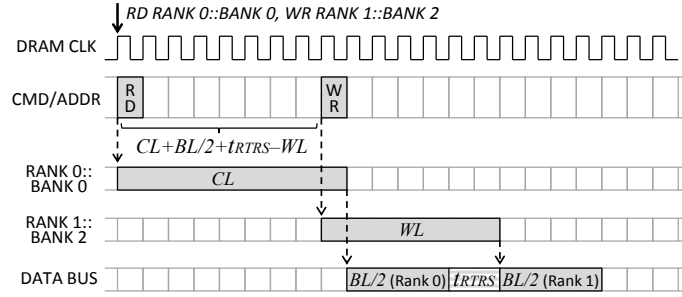 RD RANK 0::BANK 0, WR RANK 1::BANK 2
DRAM CLK
CMD/ADDR
R
D
W
R
CL+BL/2+tRTRS–WL
RANK 0::
BANK 0
CL
RANK 1::
BANK 2
WL
DATA BUS
BL/2 (Rank 0) tRTRS BL/2 (Rank 1)